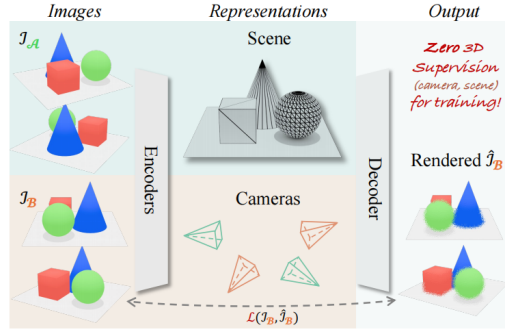 Images
Representations
Output
𝓘𝓐
Scene
Zero 3D
Supervision
(camera, scene)
for training!
Encoders
Decoder
Rendered 𝓘̂𝓑
𝓘𝓑
Cameras
𝓛(𝓘𝓑, 𝓘̂𝓑)